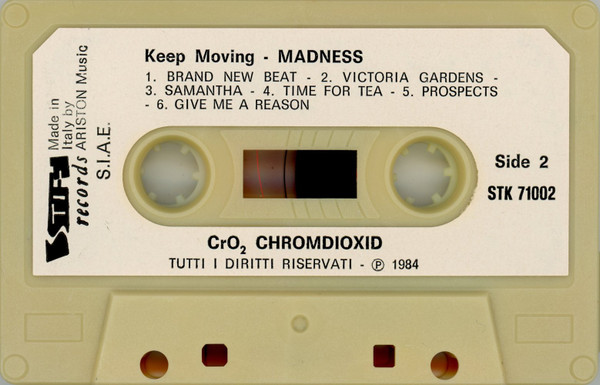 Keep Moving - MADNESS
1. BRAND NEW BEAT - 2. VICTORIA GARDENS -
3. SAMANTHA - 4. TIME FOR TEA - 5. PROSPECTS
- 6. GIVE ME A REASON
Made in
Italy by
ARISTON Music
STIFF
records
S.I.A.E.
Side 2
STK 71002
CrO₂ CHROMDIOXID
TUTTI I DIRITTI RISERVATI - ℗ 1984